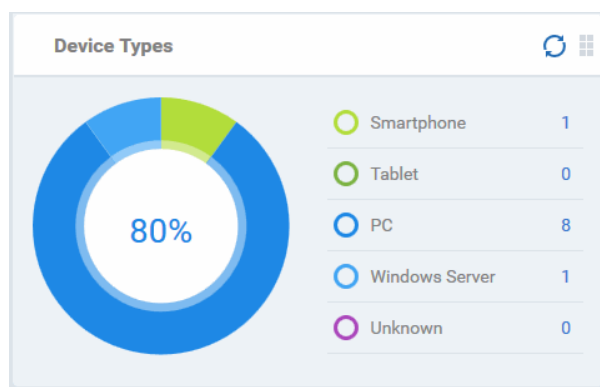 Device Types
80%
Smartphone 1
Tablet 0
PC 8
Windows Server 1
Unknown 0